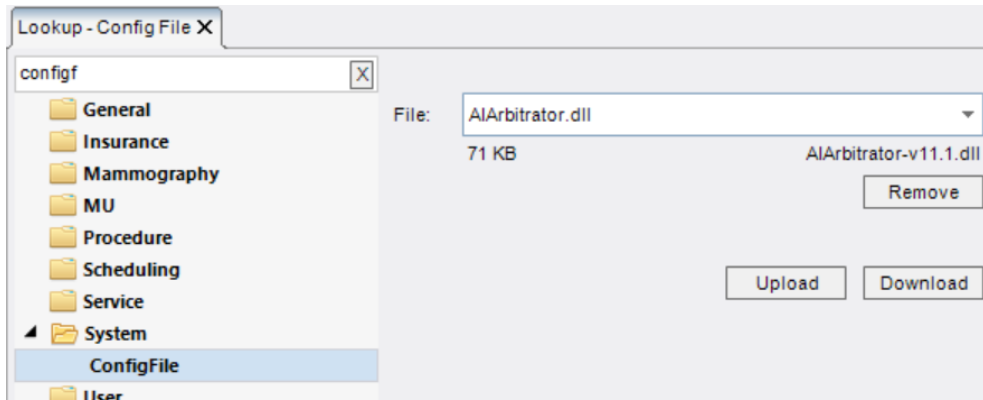 Lookup - Config File X
configf X
General
Insurance
Mammography
MU
Procedure
Scheduling
Service
System
ConfigFile
User
File: AIArbitrator.dll
71 KB AIArbitrator-v11.1.dll
Remove
Upload Download